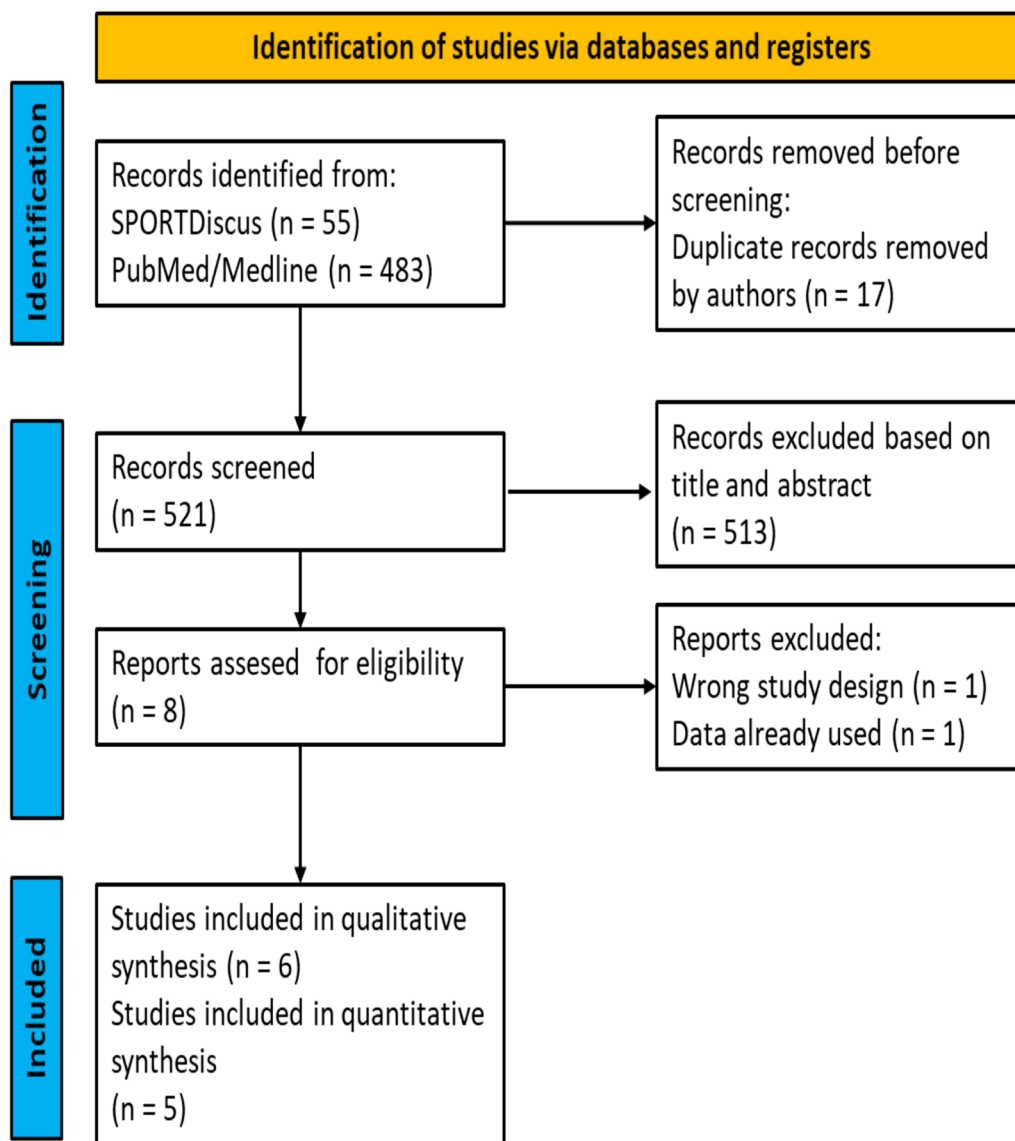 Identification of studies via databases and registers
Identification
Records identified from:
SPORTDiscus (n = 55)
PubMed/Medline (n = 483)
Records removed before
screening:
Duplicate records removed
by authors (n = 17)
Screening
Records screened
(n = 521)
Records excluded based on
title and abstract
(n = 513)
Reports assesed  for eligibility
(n = 8)
Reports excluded:
Wrong study design (n = 1)
Data already used (n = 1)
Included
Studies included in qualitative
synthesis (n = 6)
Studies included in quantitative
synthesis
(n = 5)